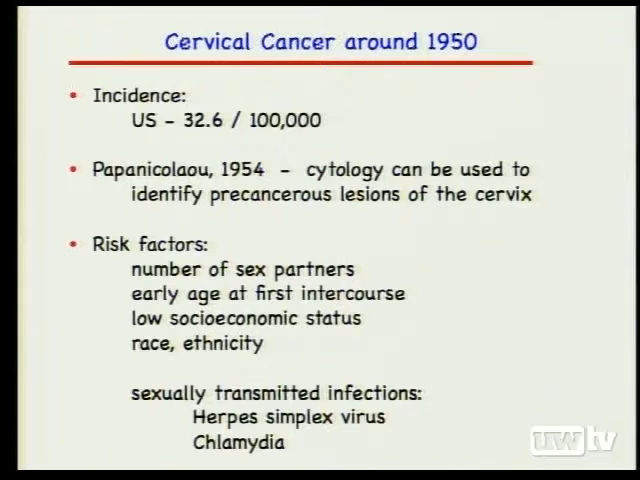 Cervical Cancer around 1950
• Incidence:
US - 32.6 / 100,000
• Papanicolaou, 1954 - cytology can be used to
identify precancerous lesions of the cervix
• Risk factors:
number of sex partners
early age at first intercourse
low socioeconomic status
race, ethnicity
sexually transmitted infections:
Herpes simplex virus
Chlamydia
uwtv